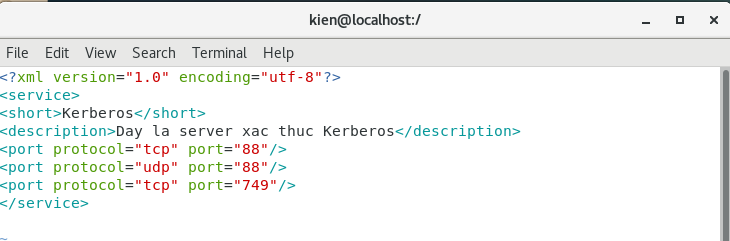 kien@localhost:/
File Edit View Search Terminal Help
<?xml version="1.0" encoding="utf-8"?>
<service>
<short>Kerberos</short>
<description>Day la server xac thuc Kerberos</description>
<port protocol="tcp" port="88"/>
<port protocol="udp" port="88"/>
<port protocol="tcp" port="749"/>
</service>
~